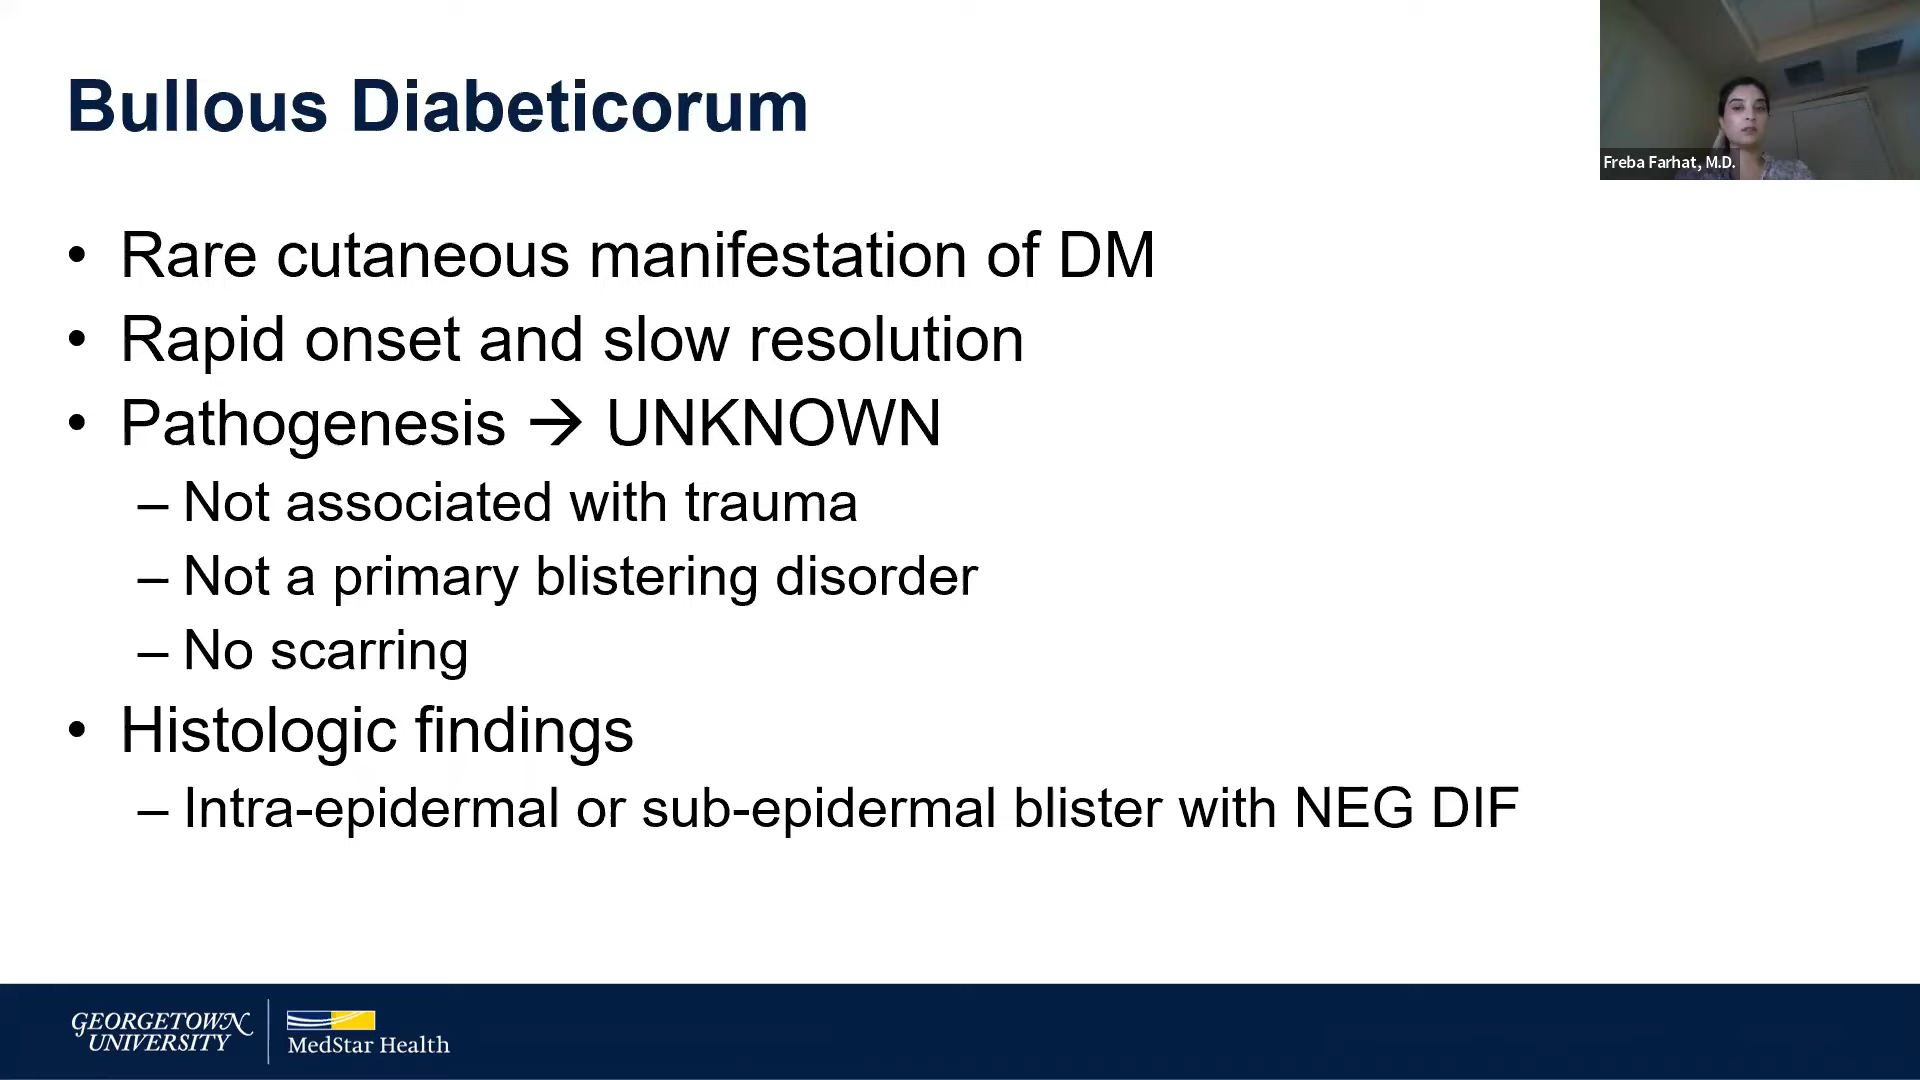 Bullous Diabeticorum
Freba Farhat, M.D.
• Rare cutaneous manifestation of DM
• Rapid onset and slow resolution
• Pathogenesis → UNKNOWN
– Not associated with trauma
– Not a primary blistering disorder
– No scarring
• Histologic findings
– Intra-epidermal or sub-epidermal blister with NEG DIF
GEORGETOWN
UNIVERSITY
MedStar Health